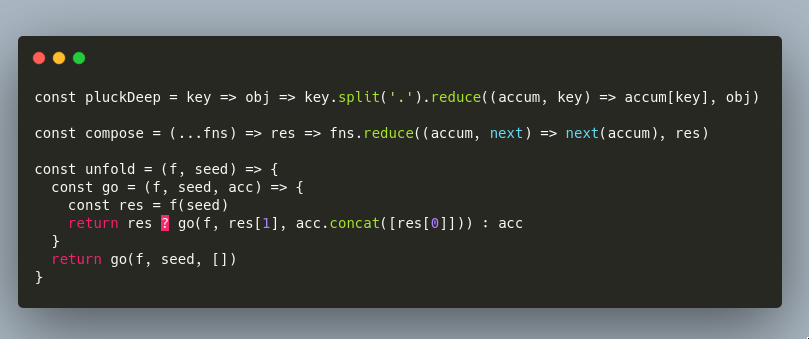 const pluckDeep = key => obj => key.split('.').reduce((accum, key) => accum[key], obj)

const compose = (...fns) => res => fns.reduce((accum, next) => next(accum), res)

const unfold = (f, seed) => {
  const go = (f, seed, acc) => {
    const res = f(seed)
    return res ? go(f, res[1], acc.concat([res[0]])) : acc
  }
  return go(f, seed, [])
}